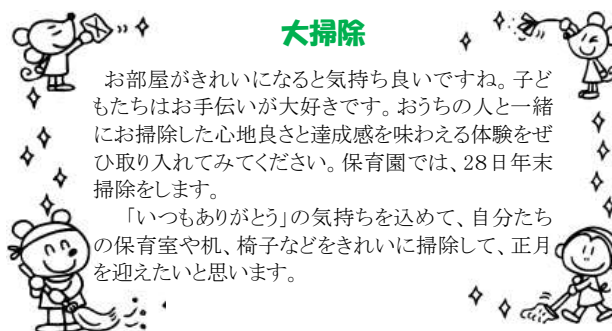 大掃除
お部屋がきれいになると気持ち良いですね。子ど
もたちはお手伝いが大好きです。おうちの人と一緒
にお掃除した心地良さと達成感を味わえる体験をぜ
ひ取り入れてみてください。保育園では、28日年末
掃除をします。
「いつもありがとう」の気持ちを込めて、自分たち
の保育室や机、椅子などをきれいに掃除して、正月
を迎えたいと思います。